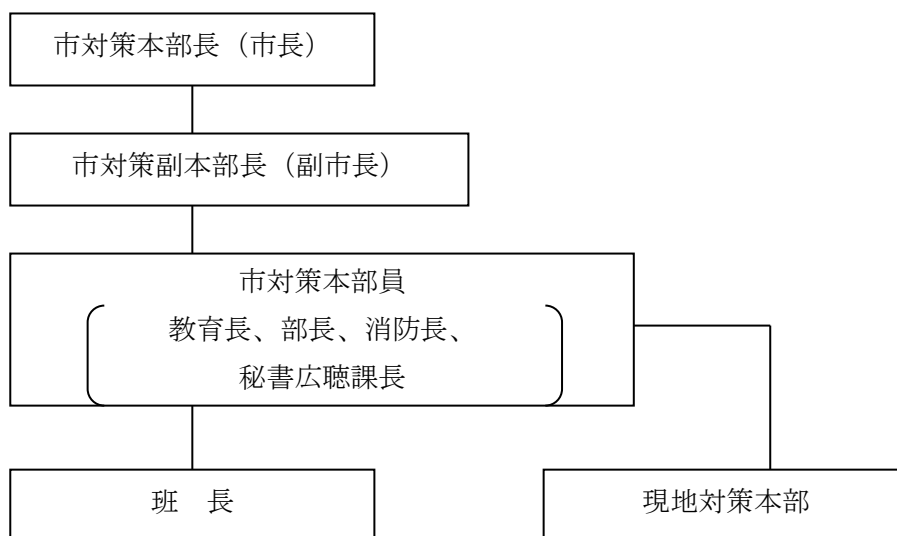 市対策本部長（市長）
市対策副本部長（副市長）
市対策本部員
教育長、部長、消防長、
秘書広聴課長
班　長
現地対策本部